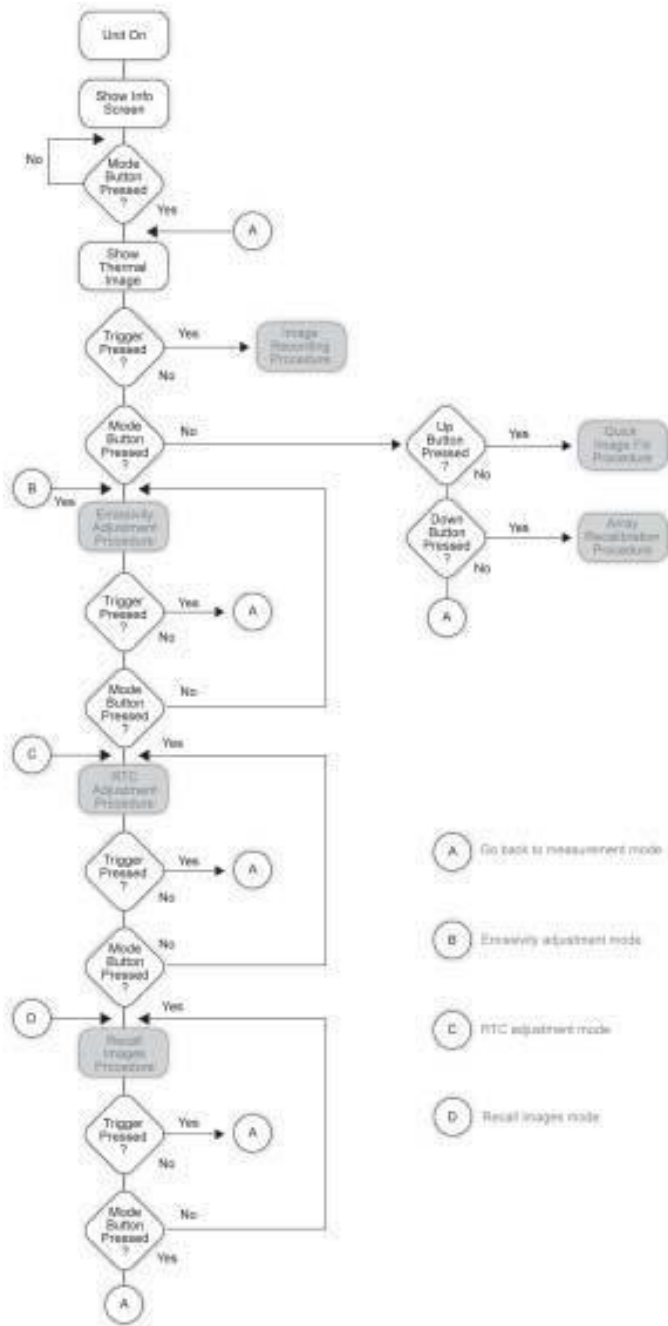 Unit On
Show Info
Screen
No
Mode
Button
Pressed
?
Yes
A
Show
Thermal
Image
Trigger
Pressed
?
Yes
Image
Recording
Procedure
No
Mode
Button
Pressed
?
No
Up
Button
Pressed
?
Yes
Quick
Image Fix
Procedure
No
B
Yes
Emissivity
Adjustment
Procedure
Down
Button
Pressed
?
Yes
Array
Recalibration
Procedure
No
A
Trigger
Pressed
?
Yes
A
No
Mode
Button
Pressed
?
No
Yes
C
RTC
Adjustment
Procedure
Trigger
Pressed
?
Yes
A
No
Mode
Button
Pressed
?
No
Yes
D
Recall
Images
Procedure
Trigger
Pressed
?
Yes
A
No
Mode
Button
Pressed
?
No
Yes
A
A Go back to measurement mode
B Emissivity adjustment mode
C RTC adjustment mode
D Recall images mode